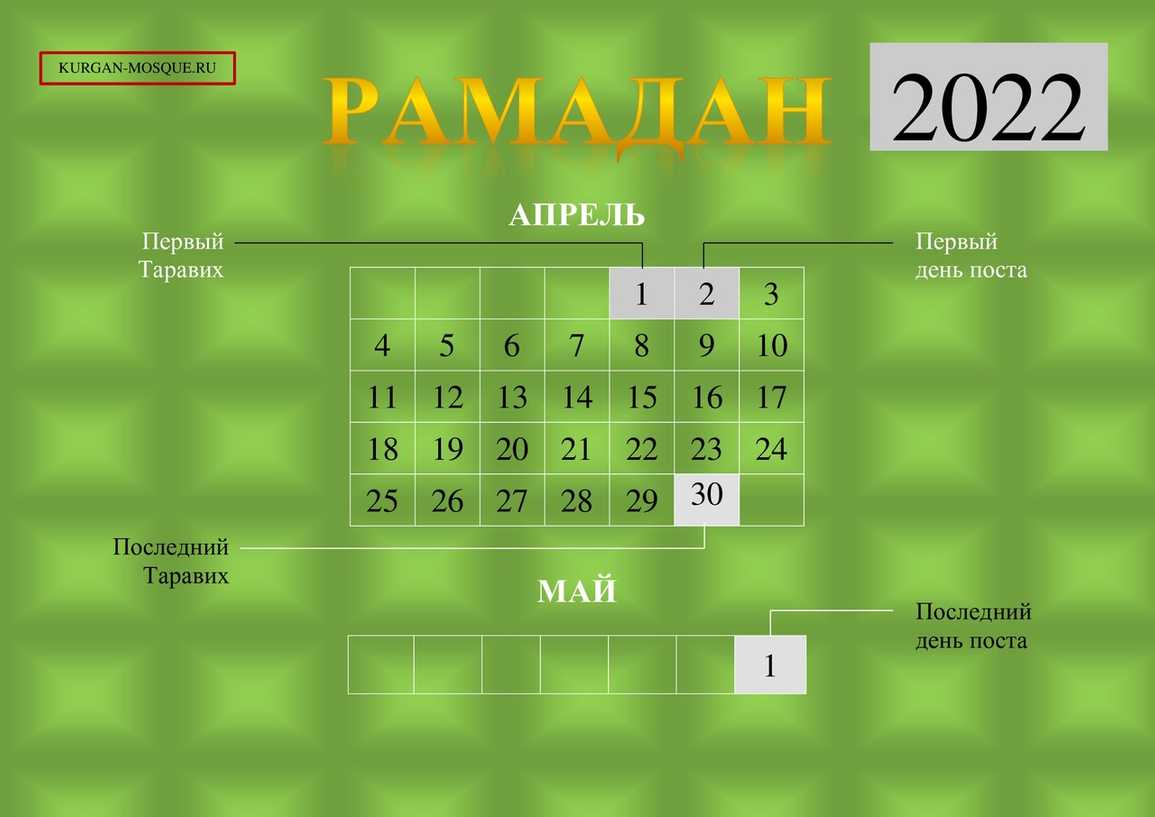 KURGAN-MOSQUE.RU
РАМАДАН
2022
АПРЕЛЬ
Первый
Таравих
Первый
день поста
1 2 3
4 5 6 7 8 9 10
11 12 13 14 15 16 17
18 19 20 21 22 23 24
25 26 27 28 29 30
Последний
Таравих
МАЙ
Последний
день поста
1